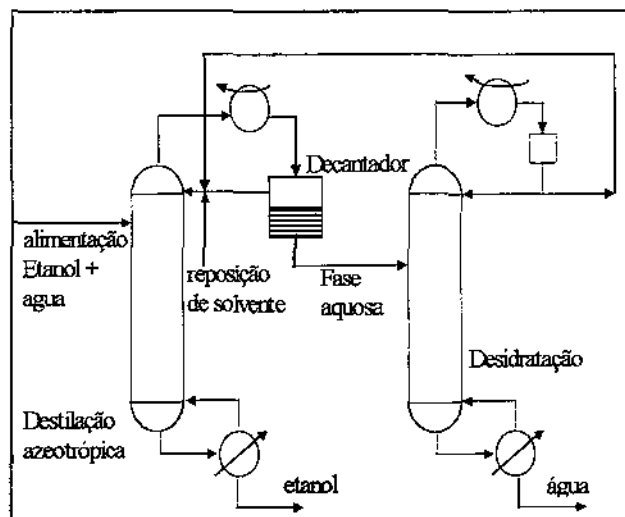 Decantador
alimentação
Etanol +
agua
reposição
de solvente
Fase
aquosa
Desidratação
Destilação
azeotrópica
etanol
água